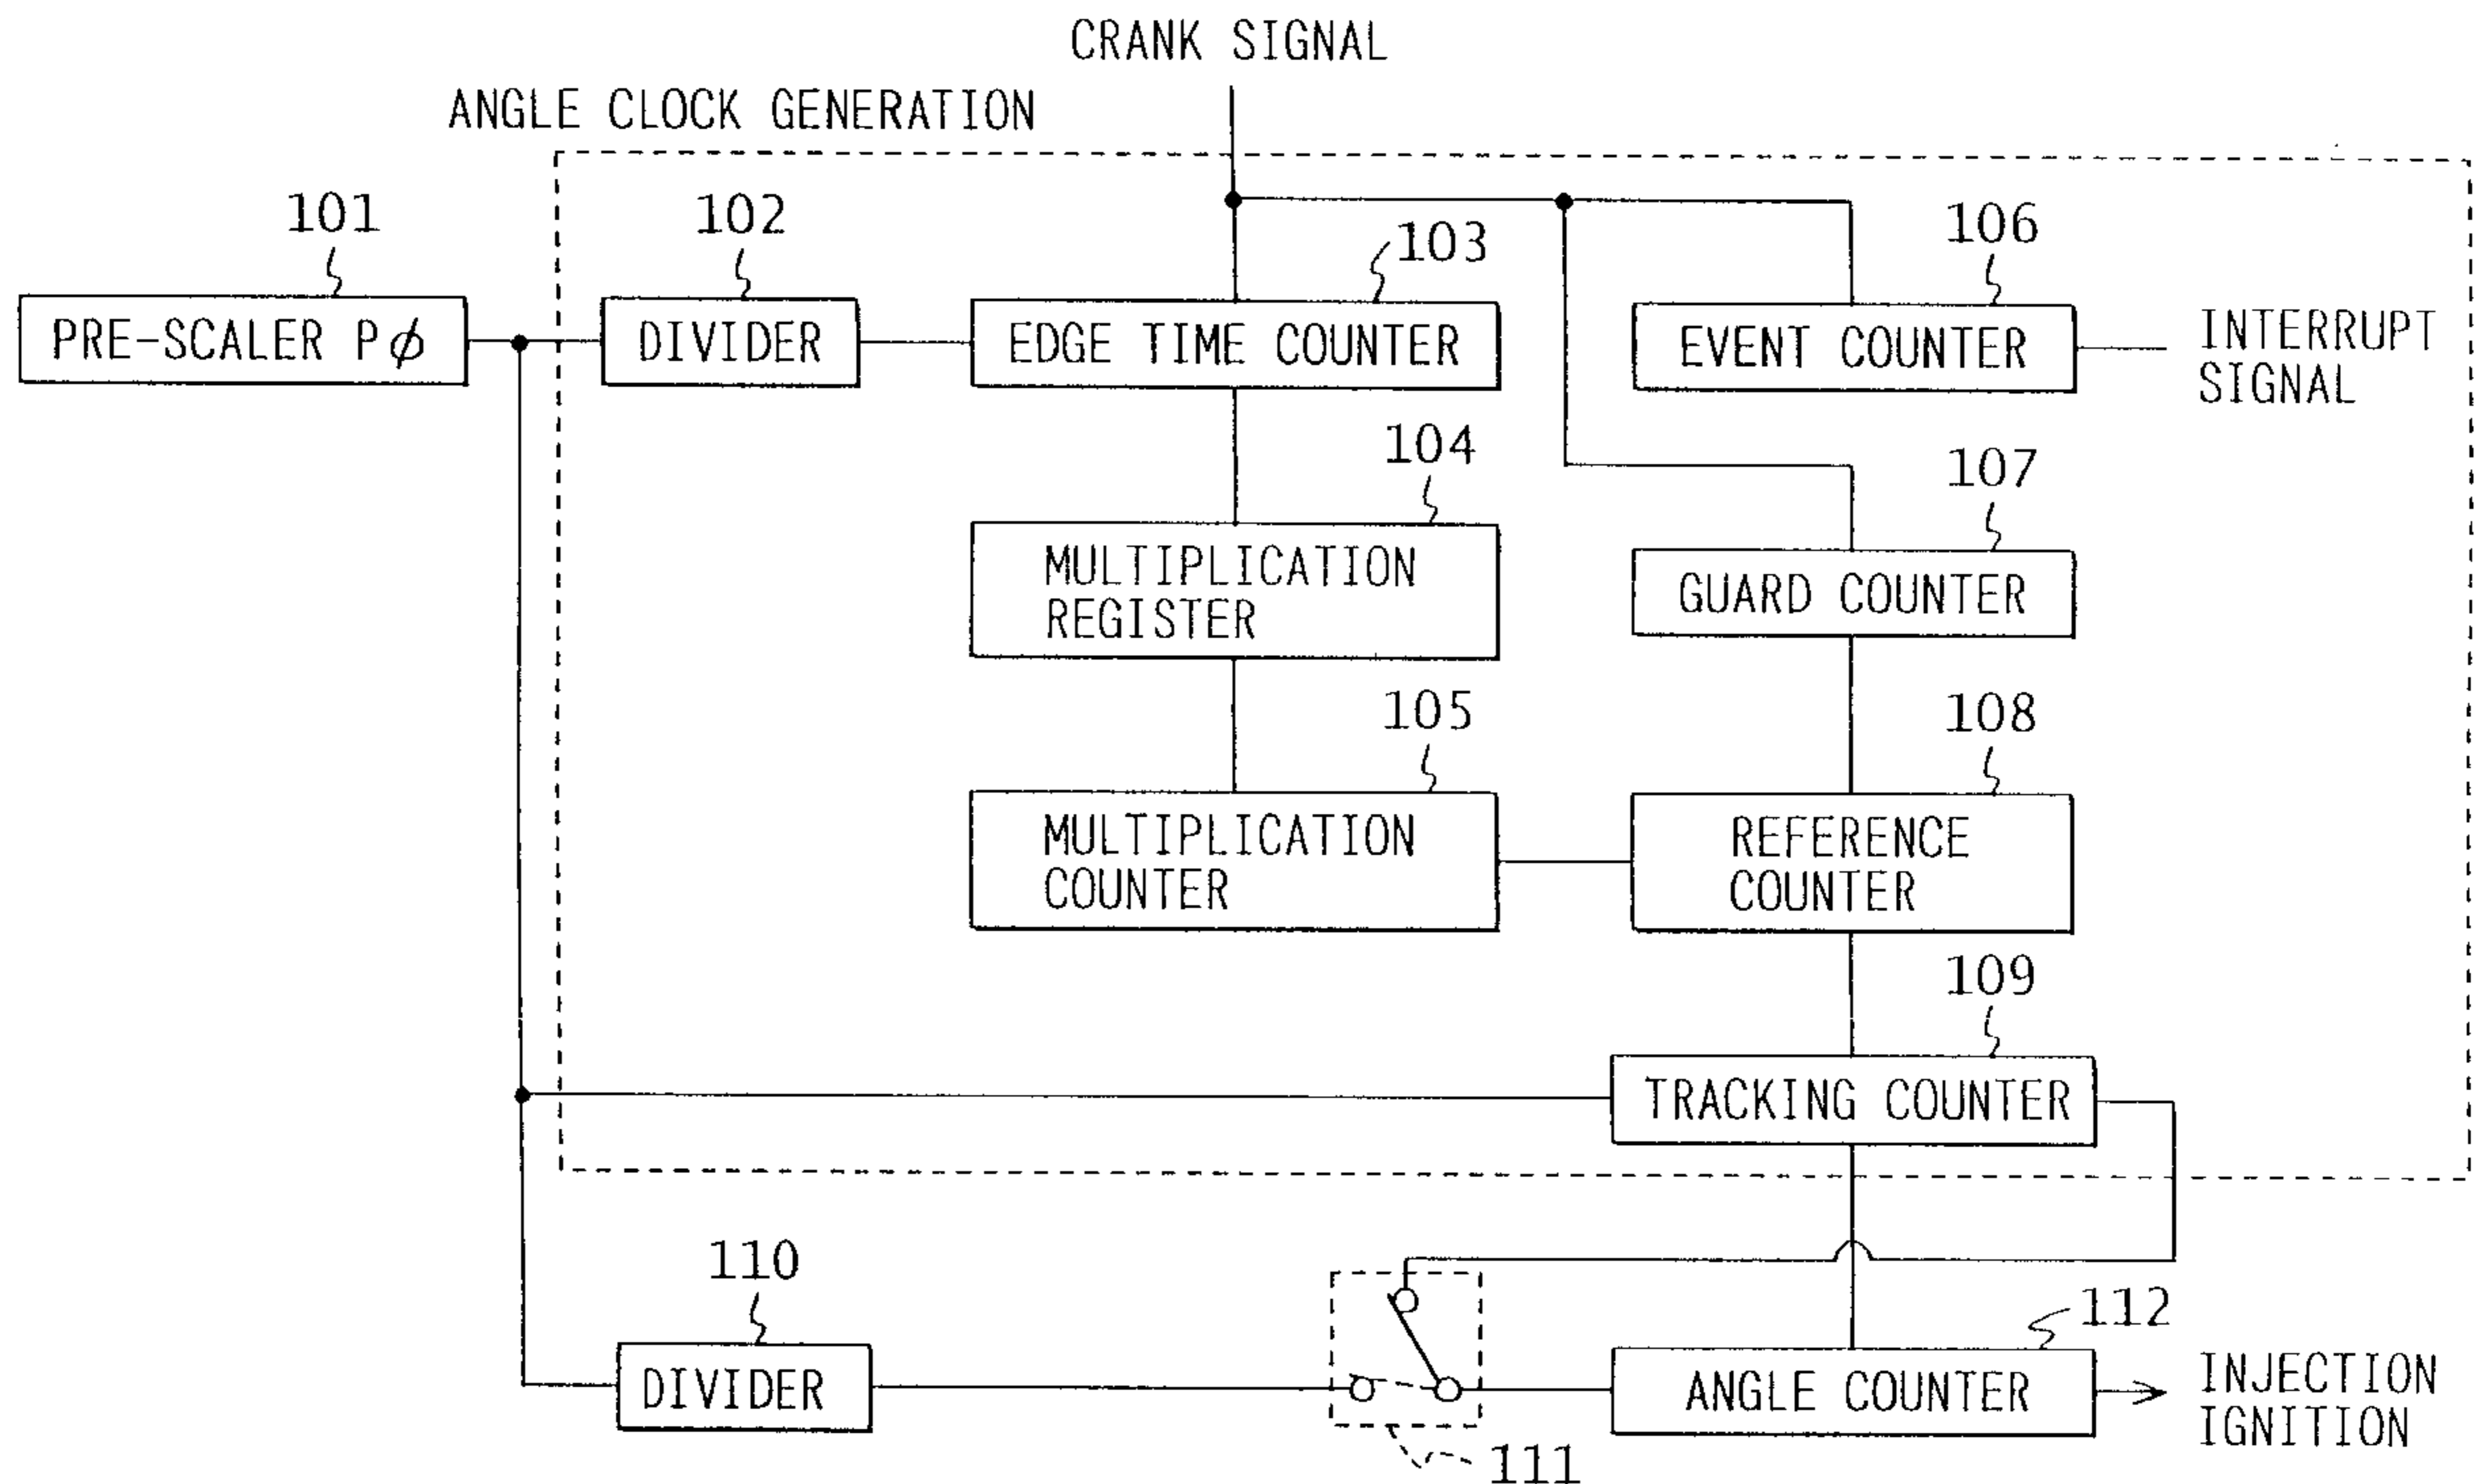 CRANK SIGNAL
ANGLE CLOCK GENERATION
101
102
103
106
PRE-SCALER Pϕ
DIVIDER
EDGE TIME COUNTER
EVENT COUNTER
INTERRUPT
SIGNAL
104
107
MULTIPLICATION
REGISTER
GUARD COUNTER
105
108
MULTIPLICATION
COUNTER
REFERENCE
COUNTER
109
TRACKING COUNTER
110
112
DIVIDER
ANGLE COUNTER
INJECTION
IGNITION
111